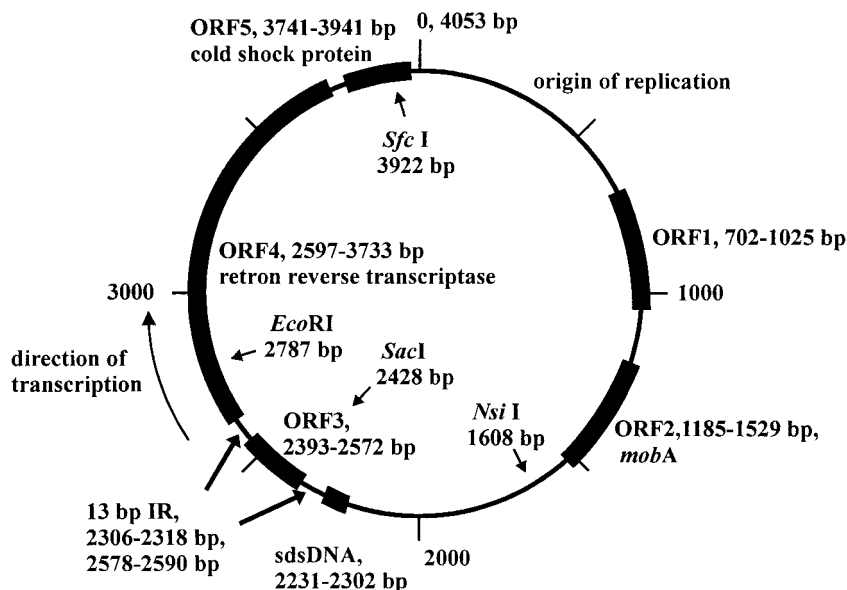 ORF5, 3741-3941 bp
cold shock protein
0, 4053 bp
origin of replication
Sfc I
3922 bp
ORF1, 702-1025 bp
ORF4, 2597-3733 bp
retron reverse transcriptase
3000
1000
EcoRI
2787 bp
SacI
2428 bp
direction of
transcription
Nsi I
1608 bp
ORF3,
2393-2572 bp
ORF2,1185-1529 bp,
mobA
13 bp IR,
2306-2318 bp,
2578-2590 bp
sdsDNA,
2231-2302 bp
2000